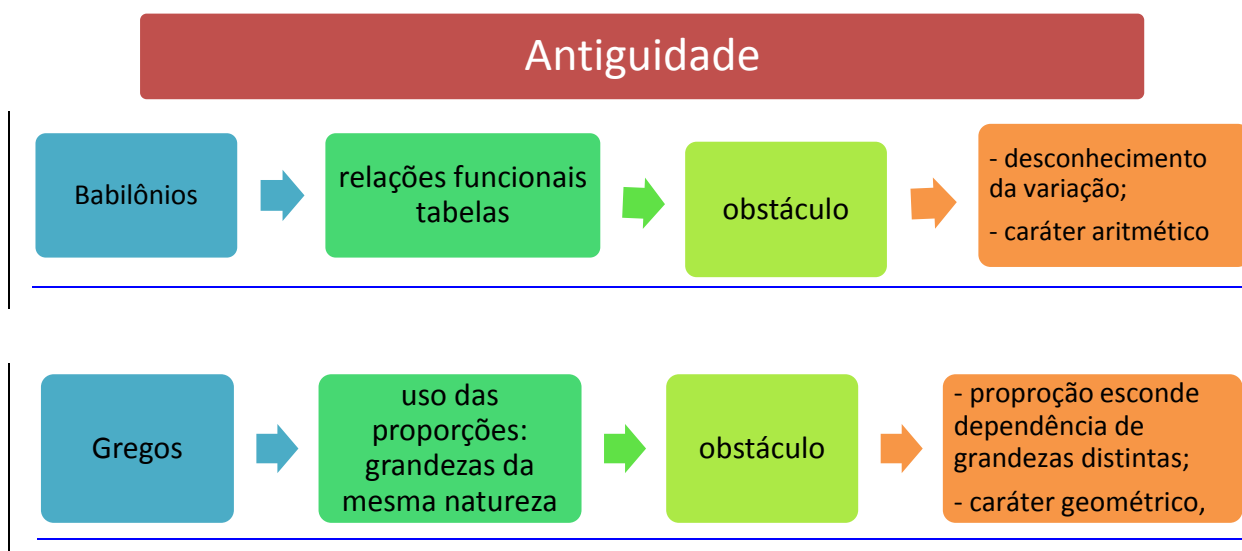 Antiguidade
Babilônios
relações funcionais
tabelas
obstáculo
- desconhecimento
da variação;
- caráter aritmético
Gregos
uso das
proporções:
grandezas da
mesma natureza
obstáculo
- proproção esconde
dependência de
grandezas distintas;
- caráter geométrico,